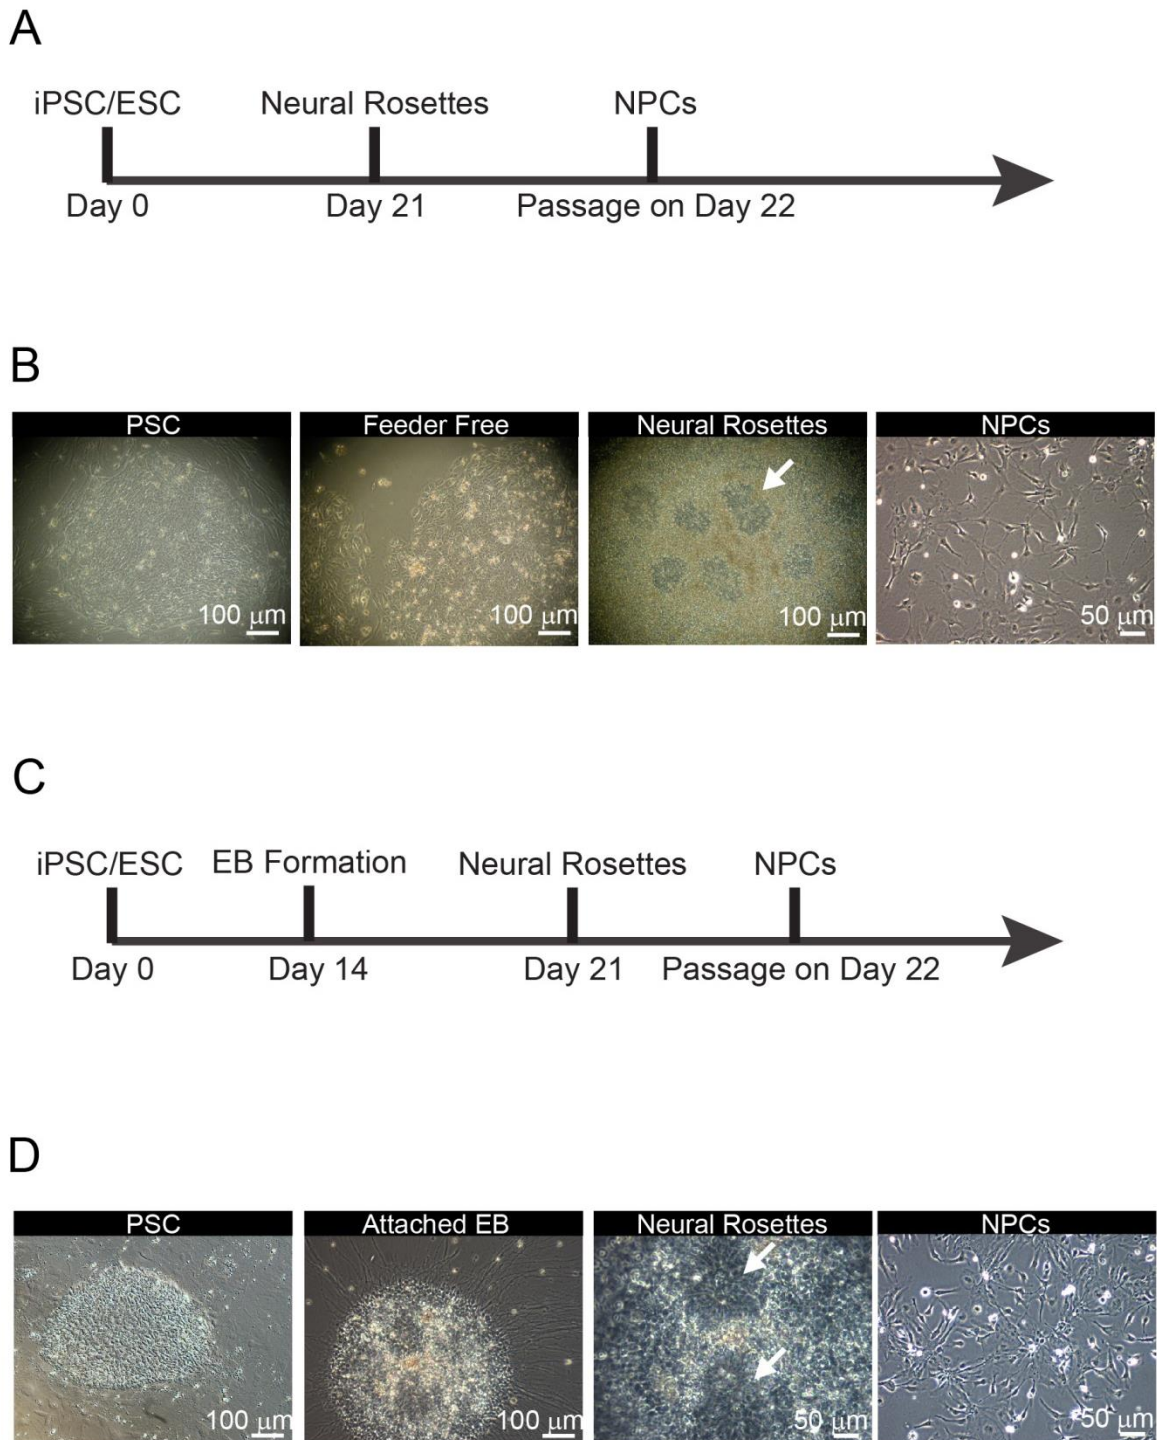 A
iPSC/ESC Neural Rosettes NPCs
Day 0 Day 21 Passage on Day 22
B
PSC Feeder Free Neural Rosettes NPCs
100 μm 100 μm 100 μm 50 μm
C
iPSC/ESC EB Formation Neural Rosettes NPCs
Day 0 Day 14 Day 21 Passage on Day 22
D
PSC Attached EB Neural Rosettes NPCs
100 μm 100 μm 50 μm 50 μm